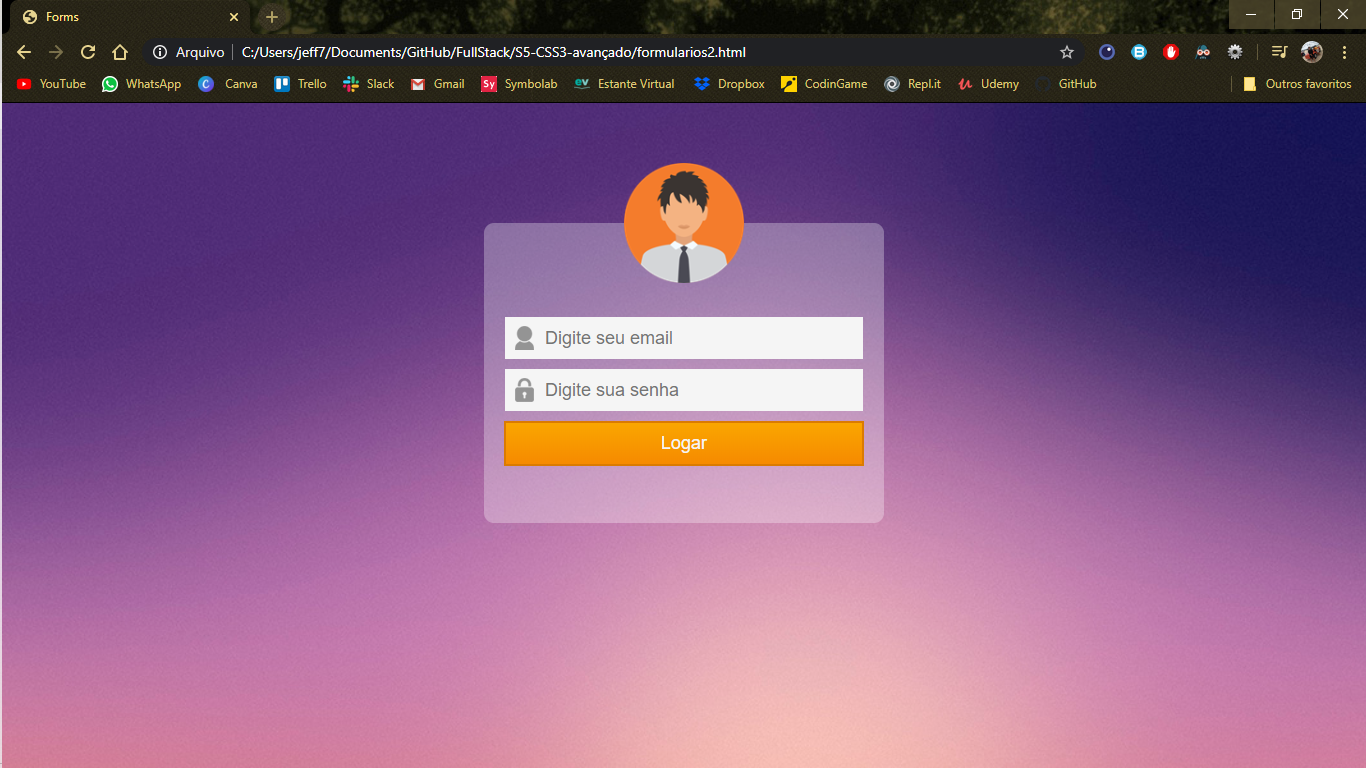 Forms
Arquivo C:/Users/jeff7/Documents/GitHub/FullStack/S5-CSS3-avançado/formularios2.html
YouTube WhatsApp Canva Trello Slack Gmail Symbolab Estante Virtual Dropbox CodinGame Repl.it Udemy GitHub Outros favoritos
Digite seu email
Digite sua senha
Logar